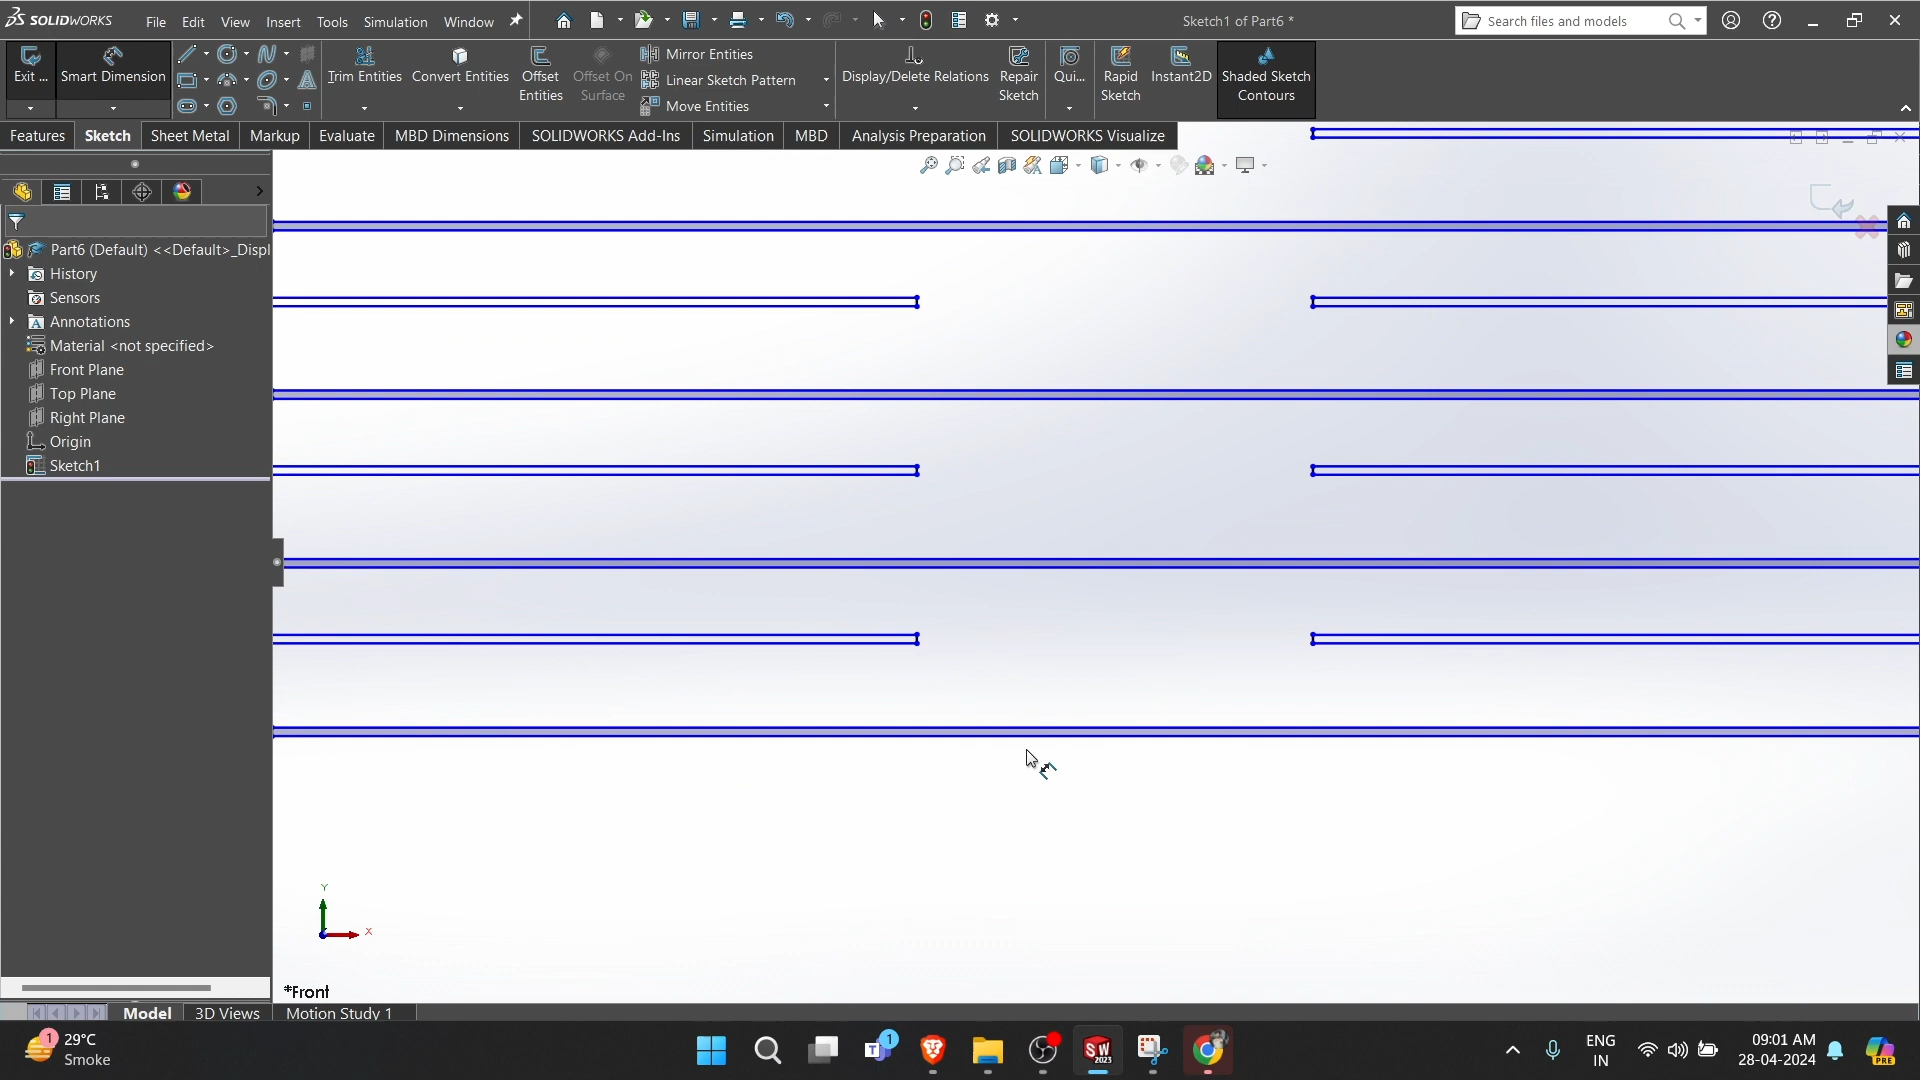 SOLIDWORKS
File Edit View Insert Tools Simulation Window
Sketch1 of Part6 *
Search files and models
Exit ...
Smart Dimension
Trim Entities
Convert Entities
Offset
Entities
Offset On
Surface
Mirror Entities
Linear Sketch Pattern
Move Entities
Display/Delete Relations
Repair
Sketch
Qui...
Rapid
Sketch
Instant2D
Shaded Sketch
Contours
Features Sketch Sheet Metal Markup Evaluate MBD Dimensions SOLIDWORKS Add-Ins Simulation MBD Analysis Preparation SOLIDWORKS Visualize
Part6 (Default) <<Default>_Displ
History
Sensors
Annotations
Material <not specified>
Front Plane
Top Plane
Right Plane
Origin
Sketch1
Y
X
*Front
Model 3D Views Motion Study 1
1
29°C
Smoke
1
SW
2023
ENG
IN
09:01 AM
28-04-2024
PRE